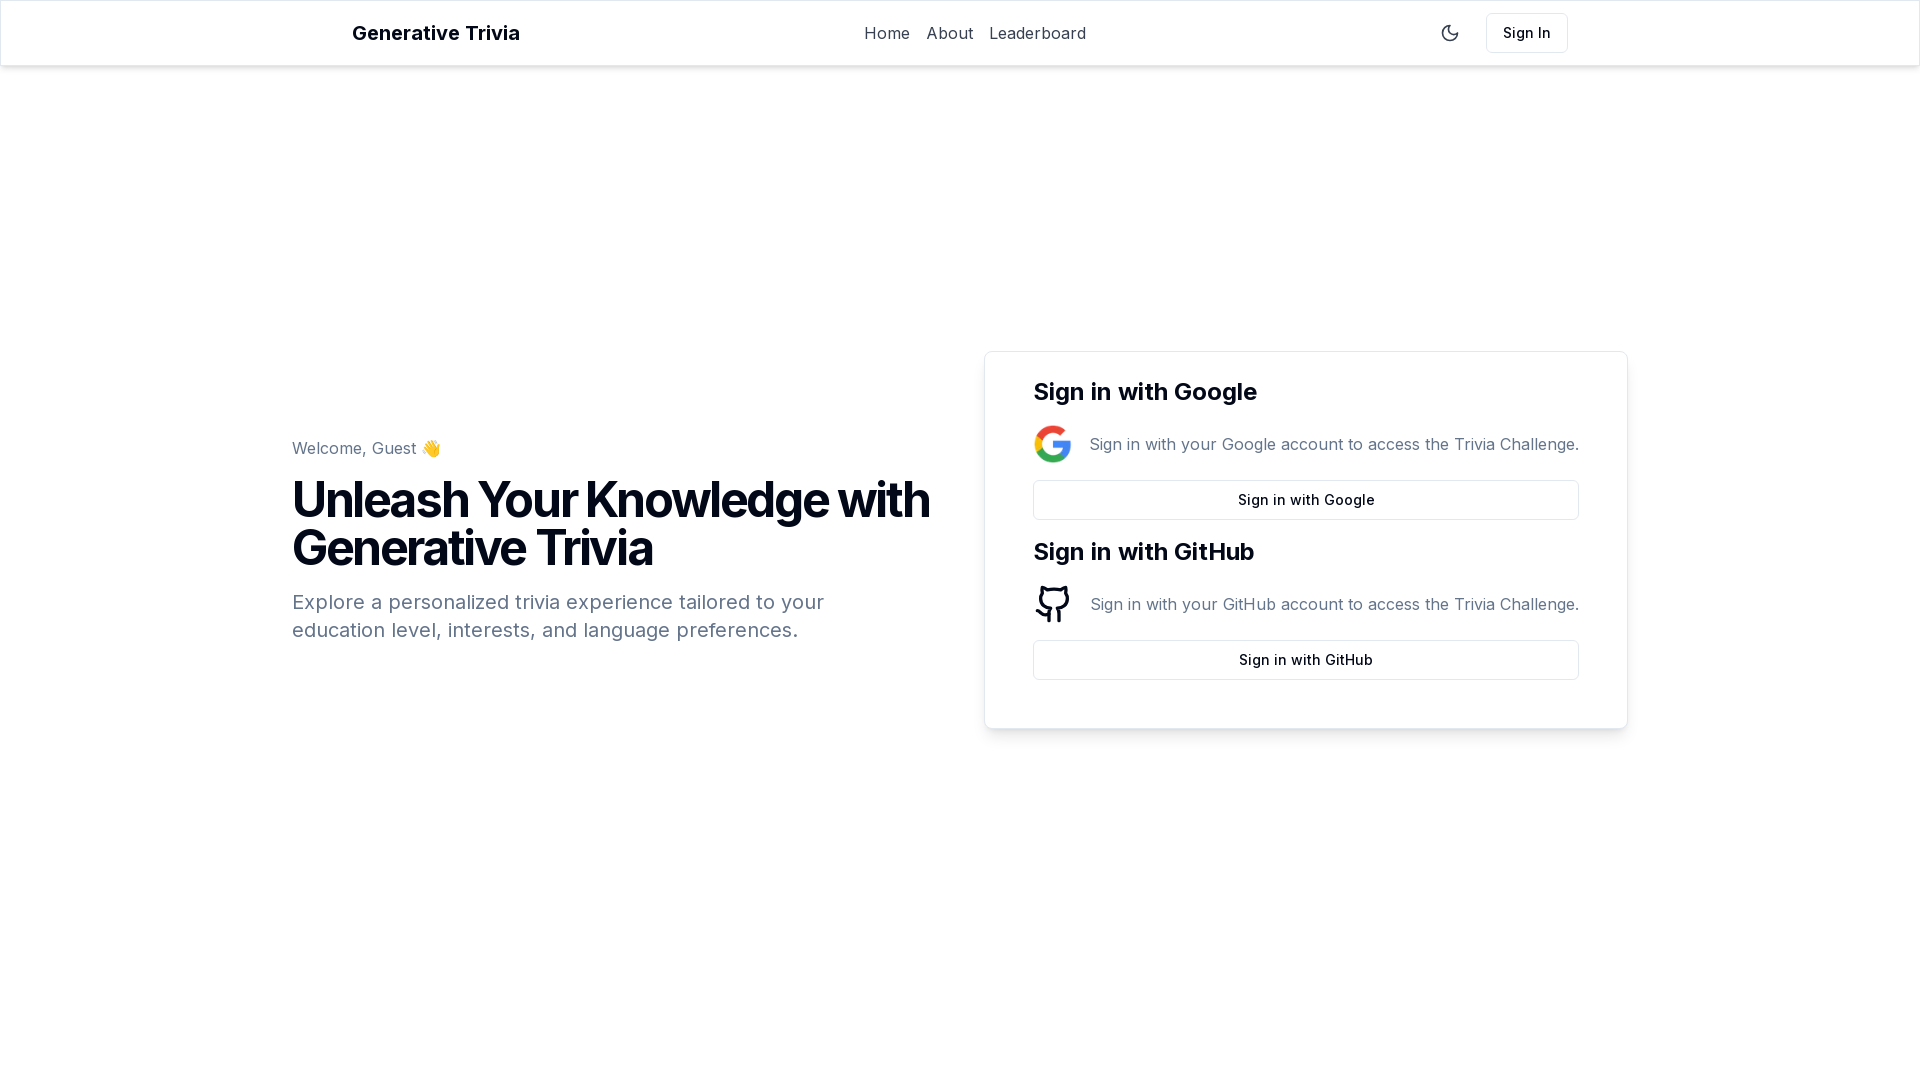 Generative Trivia
Home
About
Leaderboard
Sign In
Welcome, Guest 👋
Unleash Your Knowledge with
Generative Trivia
Explore a personalized trivia experience tailored to your
education level, interests, and language preferences.
Sign in with Google
Sign in with your Google account to access the Trivia Challenge.
Sign in with Google
Sign in with GitHub
Sign in with your GitHub account to access the Trivia Challenge.
Sign in with GitHub